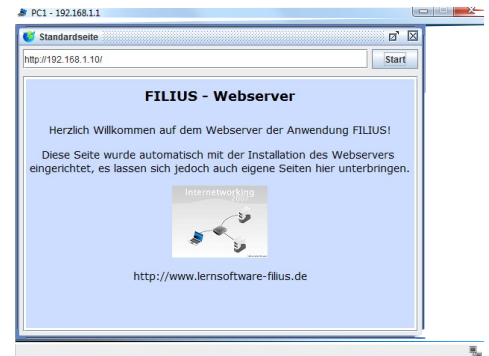 PC1 - 192.168.1.1
Standardseite
http://192.168.1.10/
Start
FILIUS - Webserver
Herzlich Willkommen auf dem Webserver der Anwendung FILIUS!
Diese Seite wurde automatisch mit der Installation des Webservers
eingerichtet, es lassen sich jedoch auch eigene Seiten hier unterbringen.
Internetworking
2007
http://www.lernsoftware-filius.de